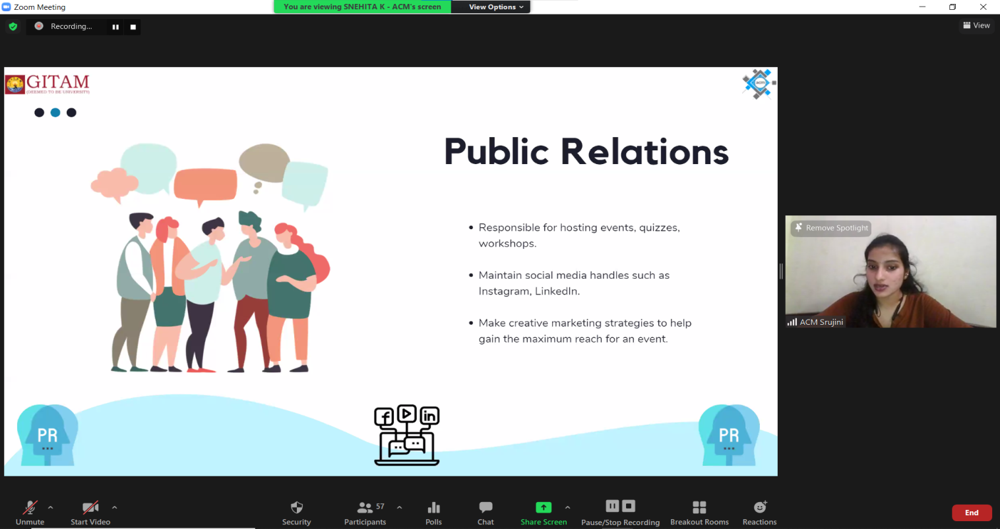 Zoom Meeting
You are viewing SNEHITA K - ACM's screen
View Options
Recording...
View
GITAM
(DEEMED TO BE UNIVERSITY)
acm
Public Relations
• Responsible for hosting events, quizzes,
workshops.
• Maintain social media handles such as
Instagram, LinkedIn.
• Make creative marketing strategies to help
gain the maximum reach for an event.
Remove Spotlight
ACM Srujini
PR
f
in
PR
Unmute
Start Video
Security
Participants
57
Polls
Chat
Share Screen
Pause/Stop Recording
Breakout Rooms
Reactions
End